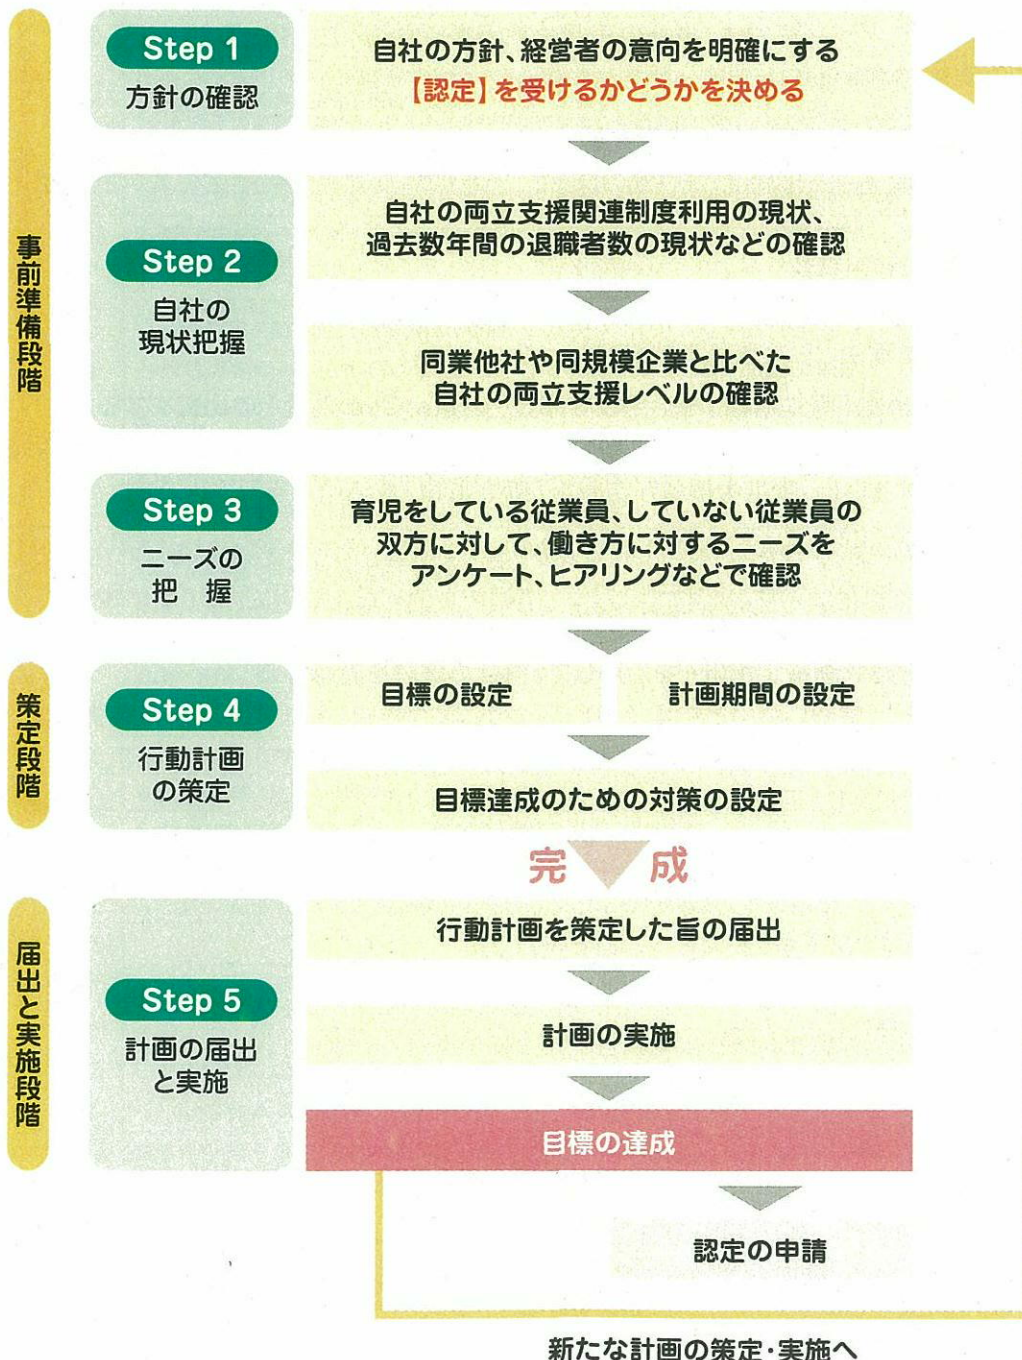 事前準備段階
Step 1
方針の確認
自社の方針、経営者の意向を明確にする
【認定】を受けるかどうかを決める
Step 2
自社の
現状把握
自社の両立支援関連制度利用の現状、
過去数年間の退職者数の現状などの確認
同業他社や同規模企業と比べた
自社の両立支援レベルの確認
Step 3
ニーズの
把 握
育児をしている従業員、していない従業員の
双方に対して、働き方に対するニーズを
アンケート、ヒアリングなどで確認
策定段階
Step 4
行動計画
の策定
目標の設定
計画期間の設定
目標達成のための対策の設定
完 成
届出と実施段階
Step 5
計画の届出
と実施
行動計画を策定した旨の届出
計画の実施
目標の達成
認定の申請
新たな計画の策定・実施へ